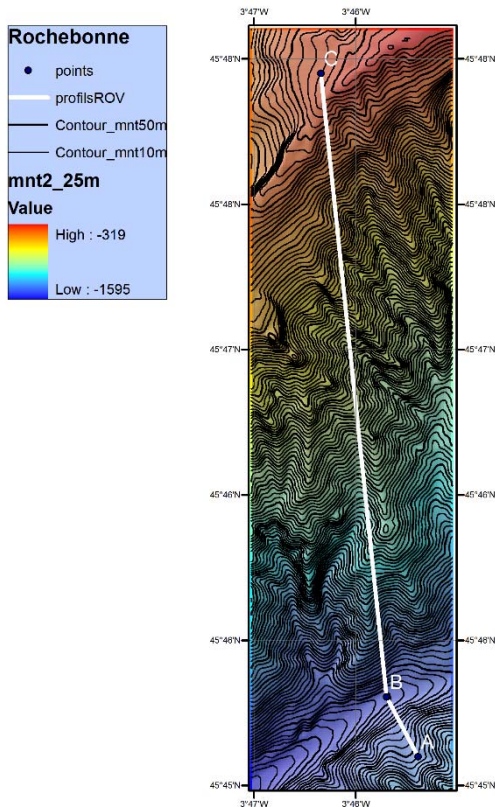 Rochebonne
points
profilsROV
Contour_mnt50m
Contour_mnt10m
mnt2_25m
Value
High : -319
Low : -1595
3°47'W 3°46'W
45°48'N 45°48'N
C
45°48'N 45°48'N
45°47'N 45°47'N
45°46'N 45°46'N
45°46'N 45°46'N
B
A
45°45'N 45°45'N
3°47'W 3°46'W